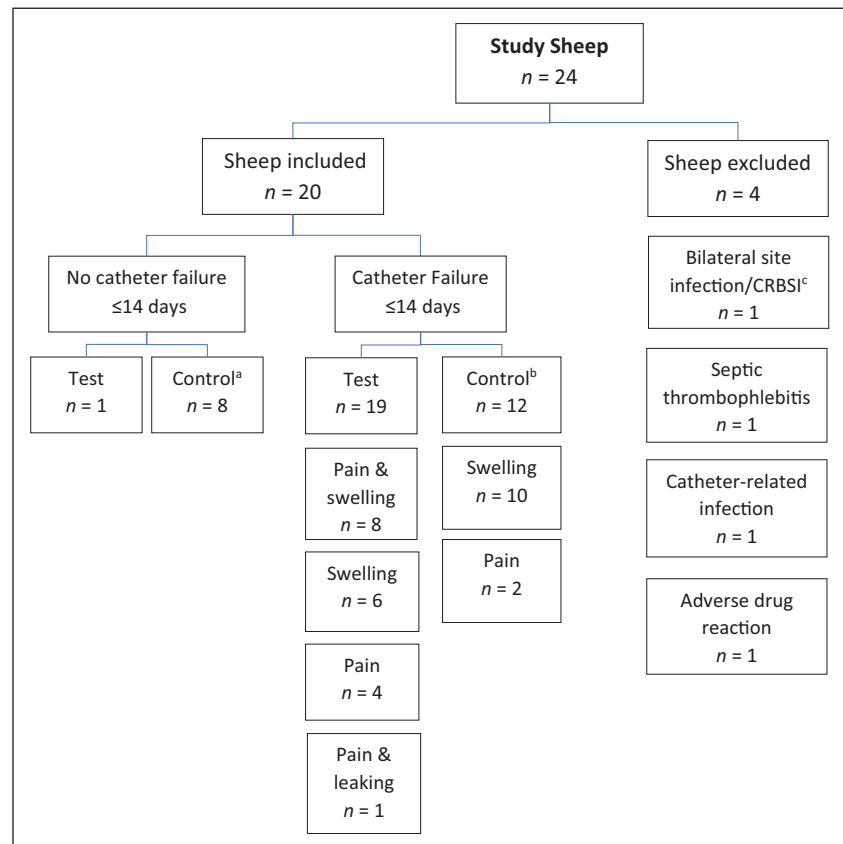 Study Sheep
n = 24
Sheep included
n = 20
Sheep excluded
n = 4
No catheter failure
≤14 days
Catheter Failure
≤14 days
Test
n = 1
Controlᵃ
n = 8
Test
n = 19
Controlᵇ
n = 12
Pain &
swelling
n = 8
Swelling
n = 6
Pain
n = 4
Pain &
leaking
n = 1
Swelling
n = 10
Pain
n = 2
Bilateral site
infection/CRBSIᶜ
n = 1
Septic
thrombophlebitis
n = 1
Catheter-related
infection
n = 1
Adverse drug
reaction
n = 1